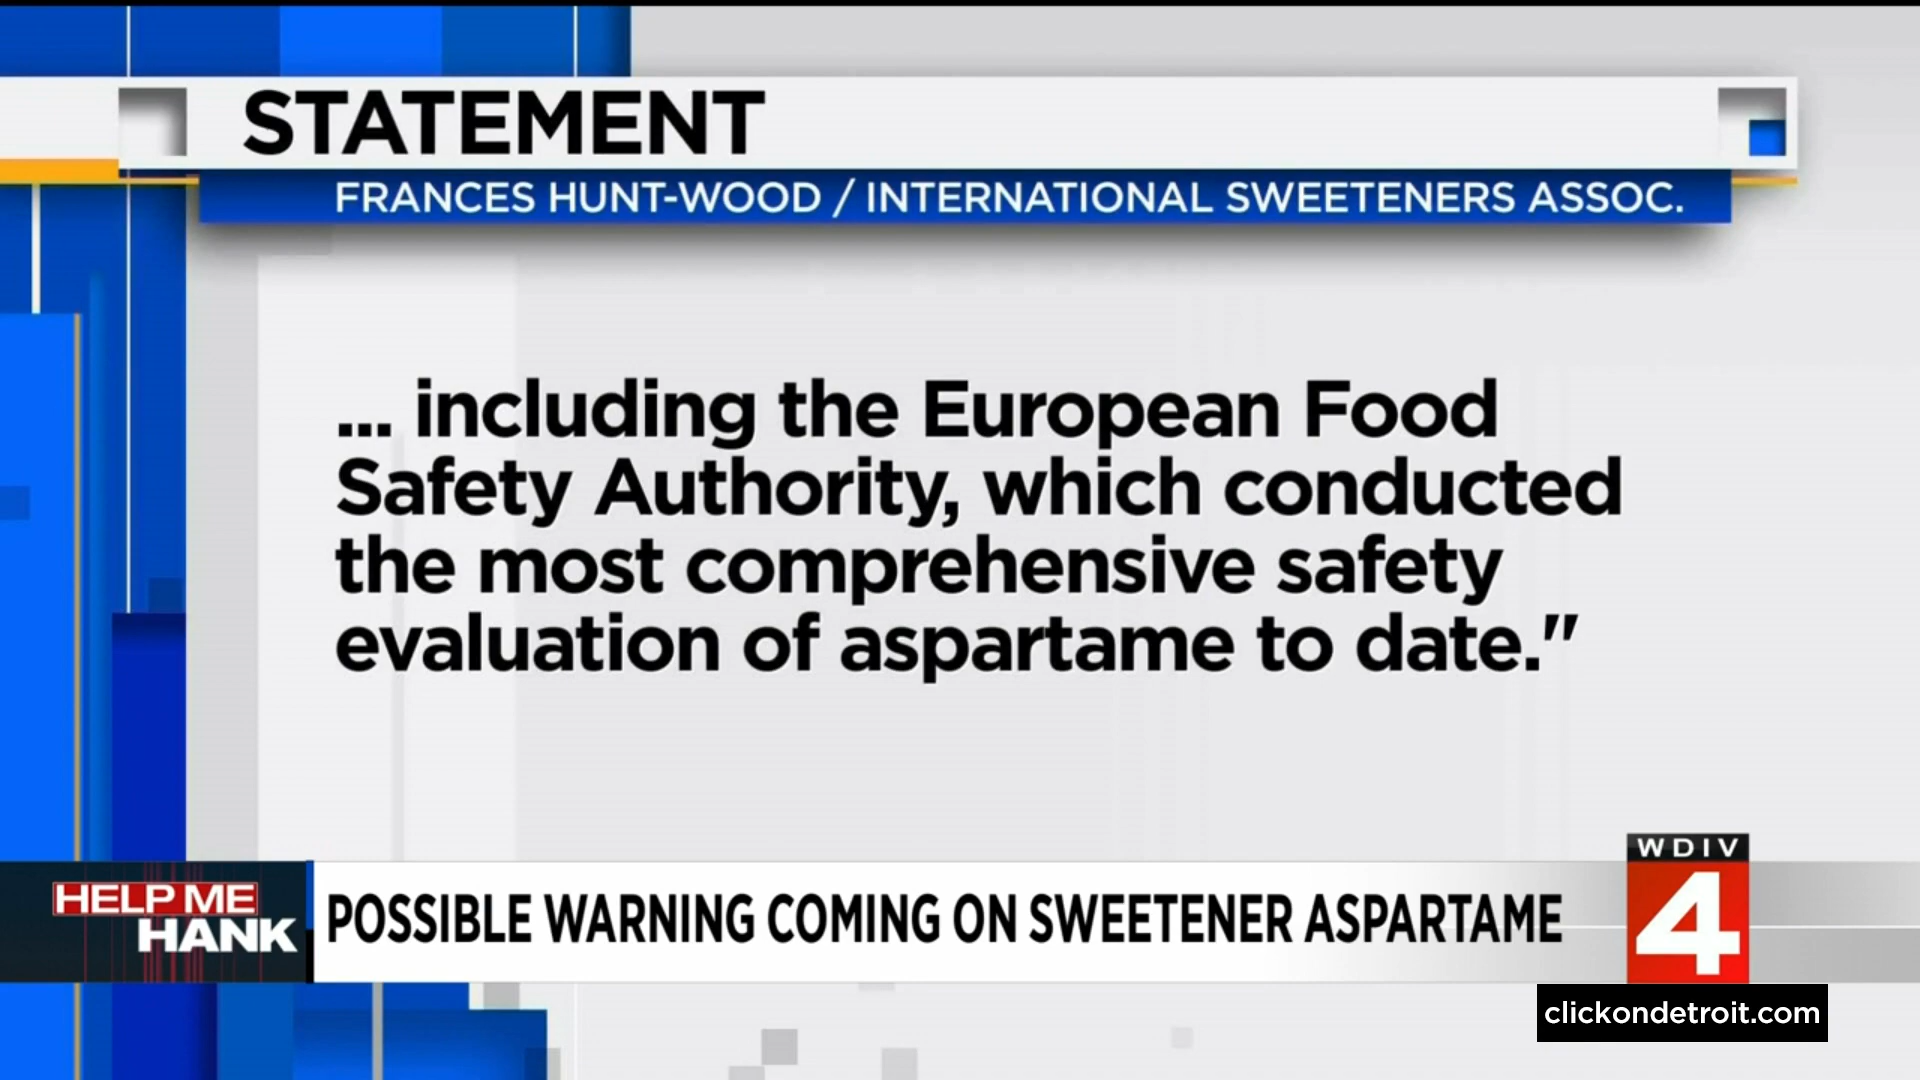 STATEMENT
FRANCES HUNT-WOOD / INTERNATIONAL SWEETENERS ASSOC.
... including the European Food
Safety Authority, which conducted
the most comprehensive safety
evaluation of aspartame to date."
HELP ME
HANK
POSSIBLE WARNING COMING ON SWEETENER ASPARTAME
WDIV
4
clickondetroit.com